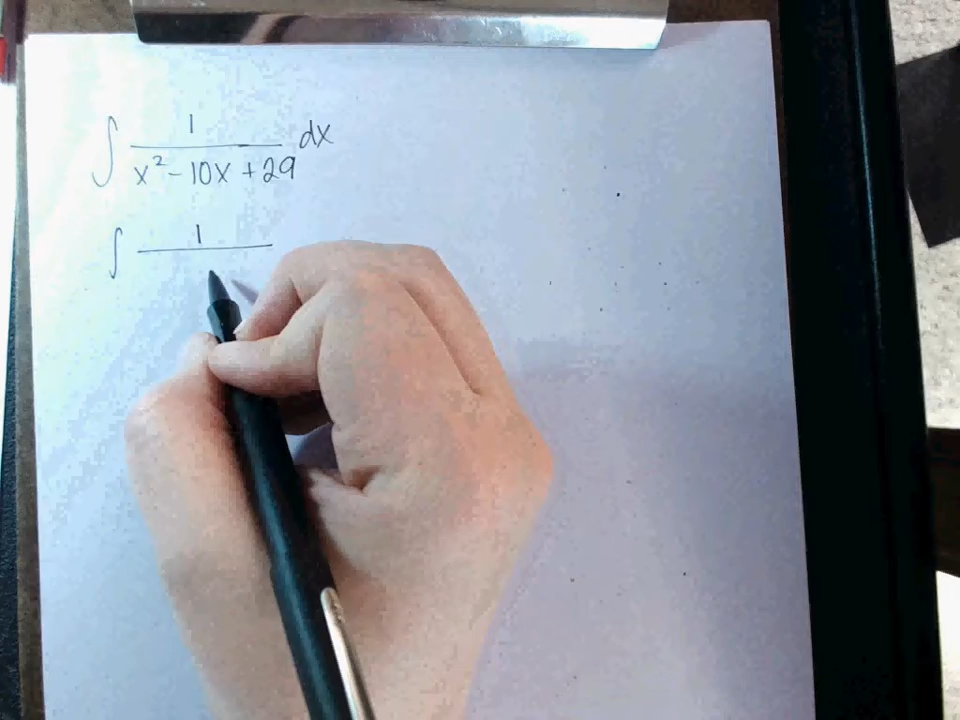 ∫ 1/(x² - 10x + 29) dx
∫ 1